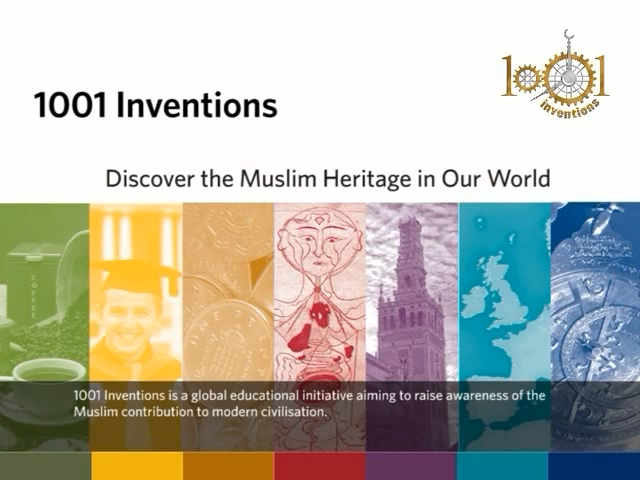 1001
inventions
1001 Inventions
Discover the Muslim Heritage in Our World
1001 Inventions is a global educational initiative aiming to raise awareness of the
Muslim contribution to modern civilisation.